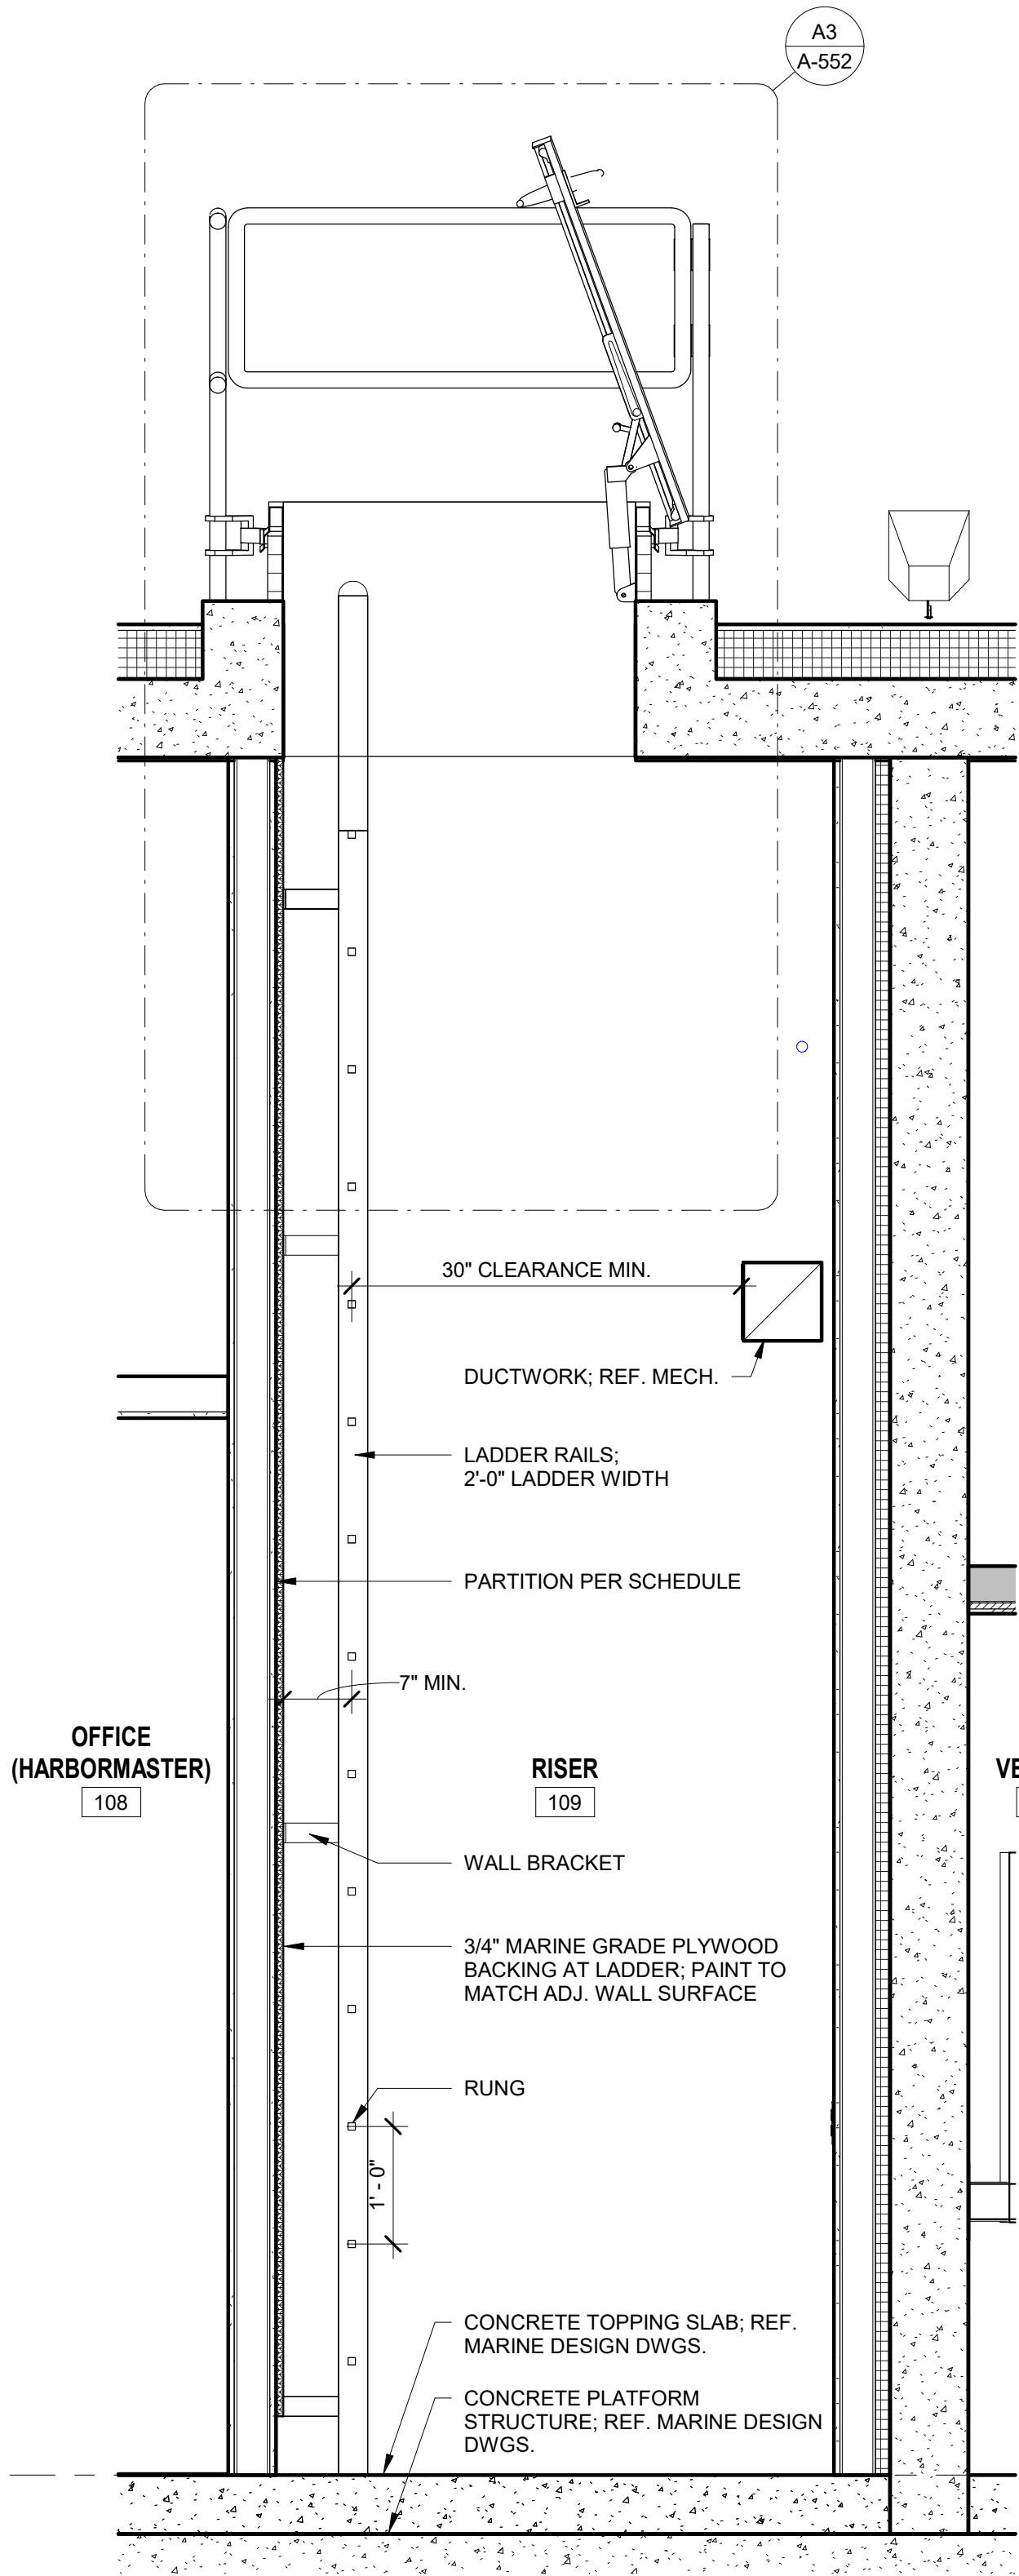 A3
A-552
30" CLEARANCE MIN.
DUCTWORK; REF. MECH.
LADDER RAILS;
2'-0" LADDER WIDTH
PARTITION PER SCHEDULE
7" MIN.
OFFICE
(HARBORMASTER)
108
RISER
109
VE
WALL BRACKET
3/4" MARINE GRADE PLYWOOD
BACKING AT LADDER; PAINT TO
MATCH ADJ. WALL SURFACE
RUNG
1' - 0"
CONCRETE TOPPING SLAB; REF.
MARINE DESIGN DWGS.
CONCRETE PLATFORM
STRUCTURE; REF. MARINE DESIGN
DWGS.